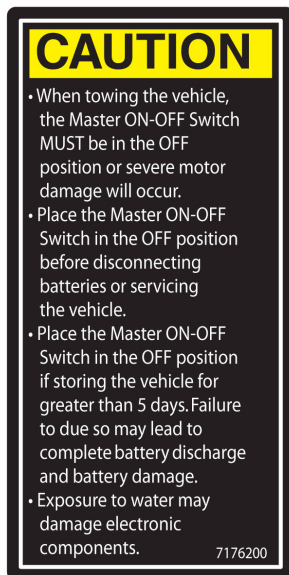 CAUTION
• When towing the vehicle,
the Master ON-OFF Switch
MUST be in the OFF
position or severe motor
damage will occur.
• Place the Master ON-OFF
Switch in the OFF position
before disconnecting
batteries or servicing
the vehicle.
• Place the Master ON-OFF
Switch in the OFF position
if storing the vehicle for
greater than 5 days. Failure
to due so may lead to
complete battery discharge
and battery damage.
• Exposure to water may
damage electronic
components. 7176200